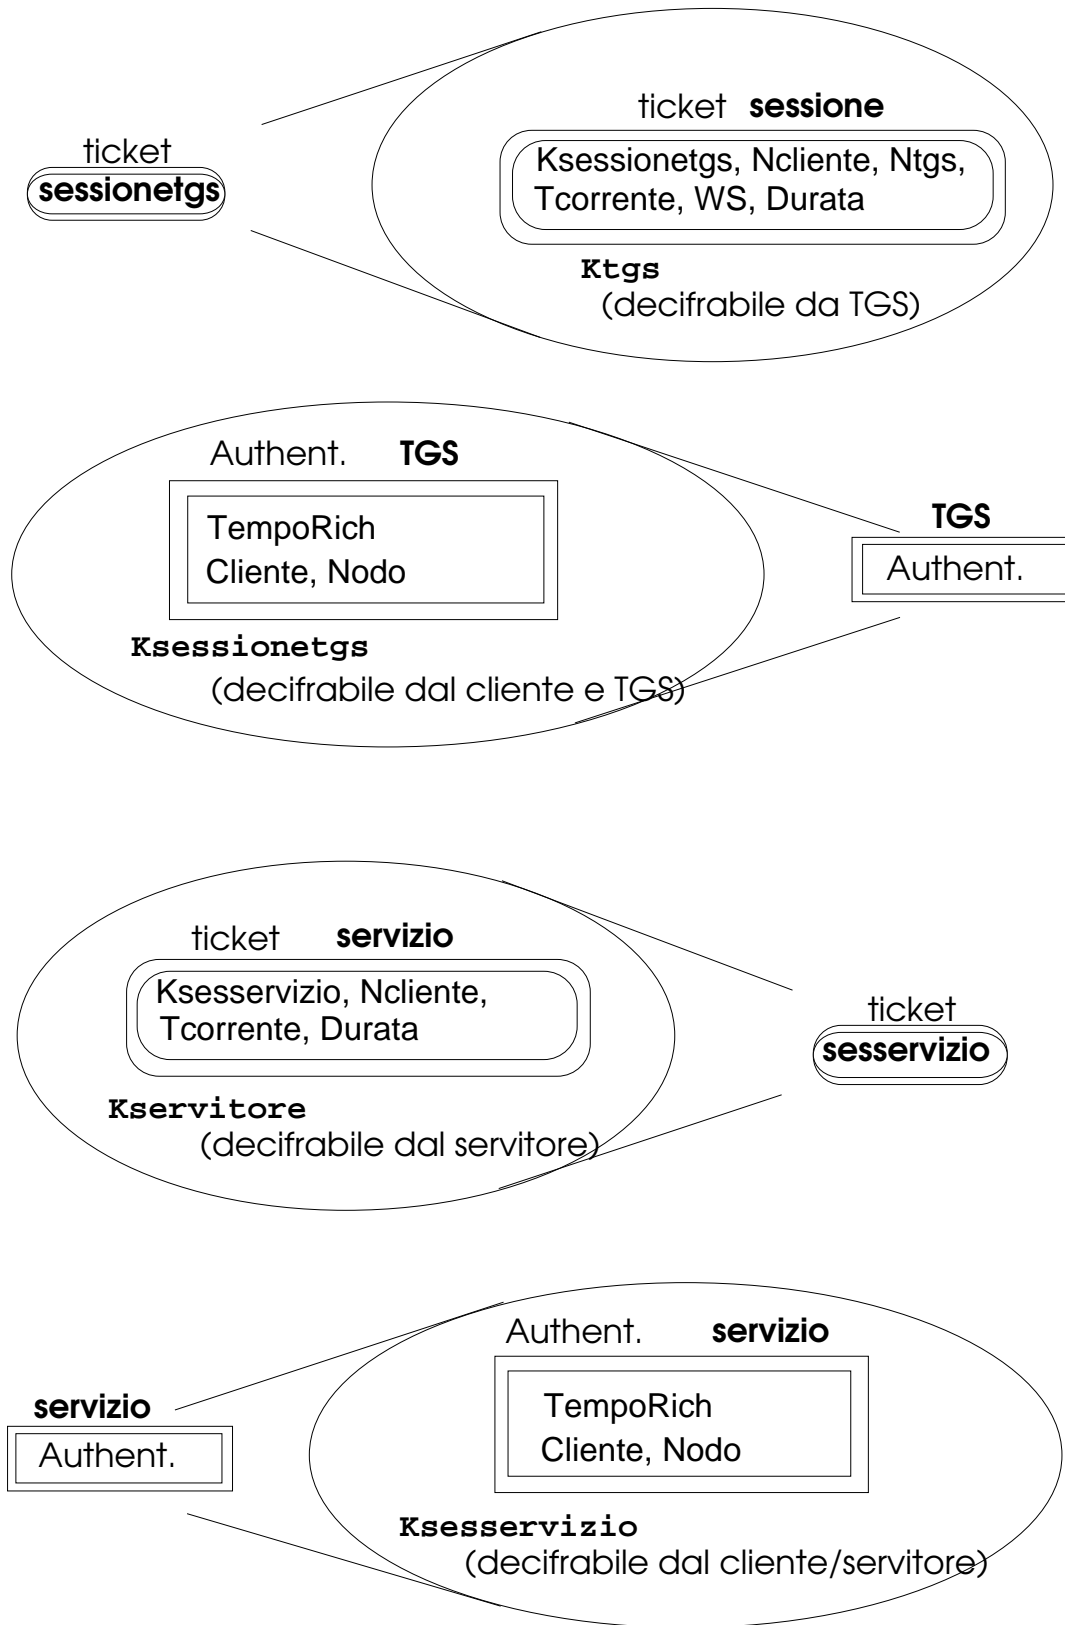 ticket sessione
ticket
sessionetgs
Ksessionetgs, Ncliente, Ntgs,
Tcorrente, WS, Durata
Ktgs
(decifrabile da TGS)
Authent. TGS
TempoRich
Cliente, Nodo
Ksessionetgs
(decifrabile dal cliente e TGS)
TGS
Authent.
ticket servizio
Ksesservizio, Ncliente,
Tcorrente, Durata
Kservitore
(decifrabile dal servitore)
ticket
sesservizio
servizio
Authent.
Authent. servizio
TempoRich
Cliente, Nodo
Ksesservizio
(decifrabile dal cliente/servitore)